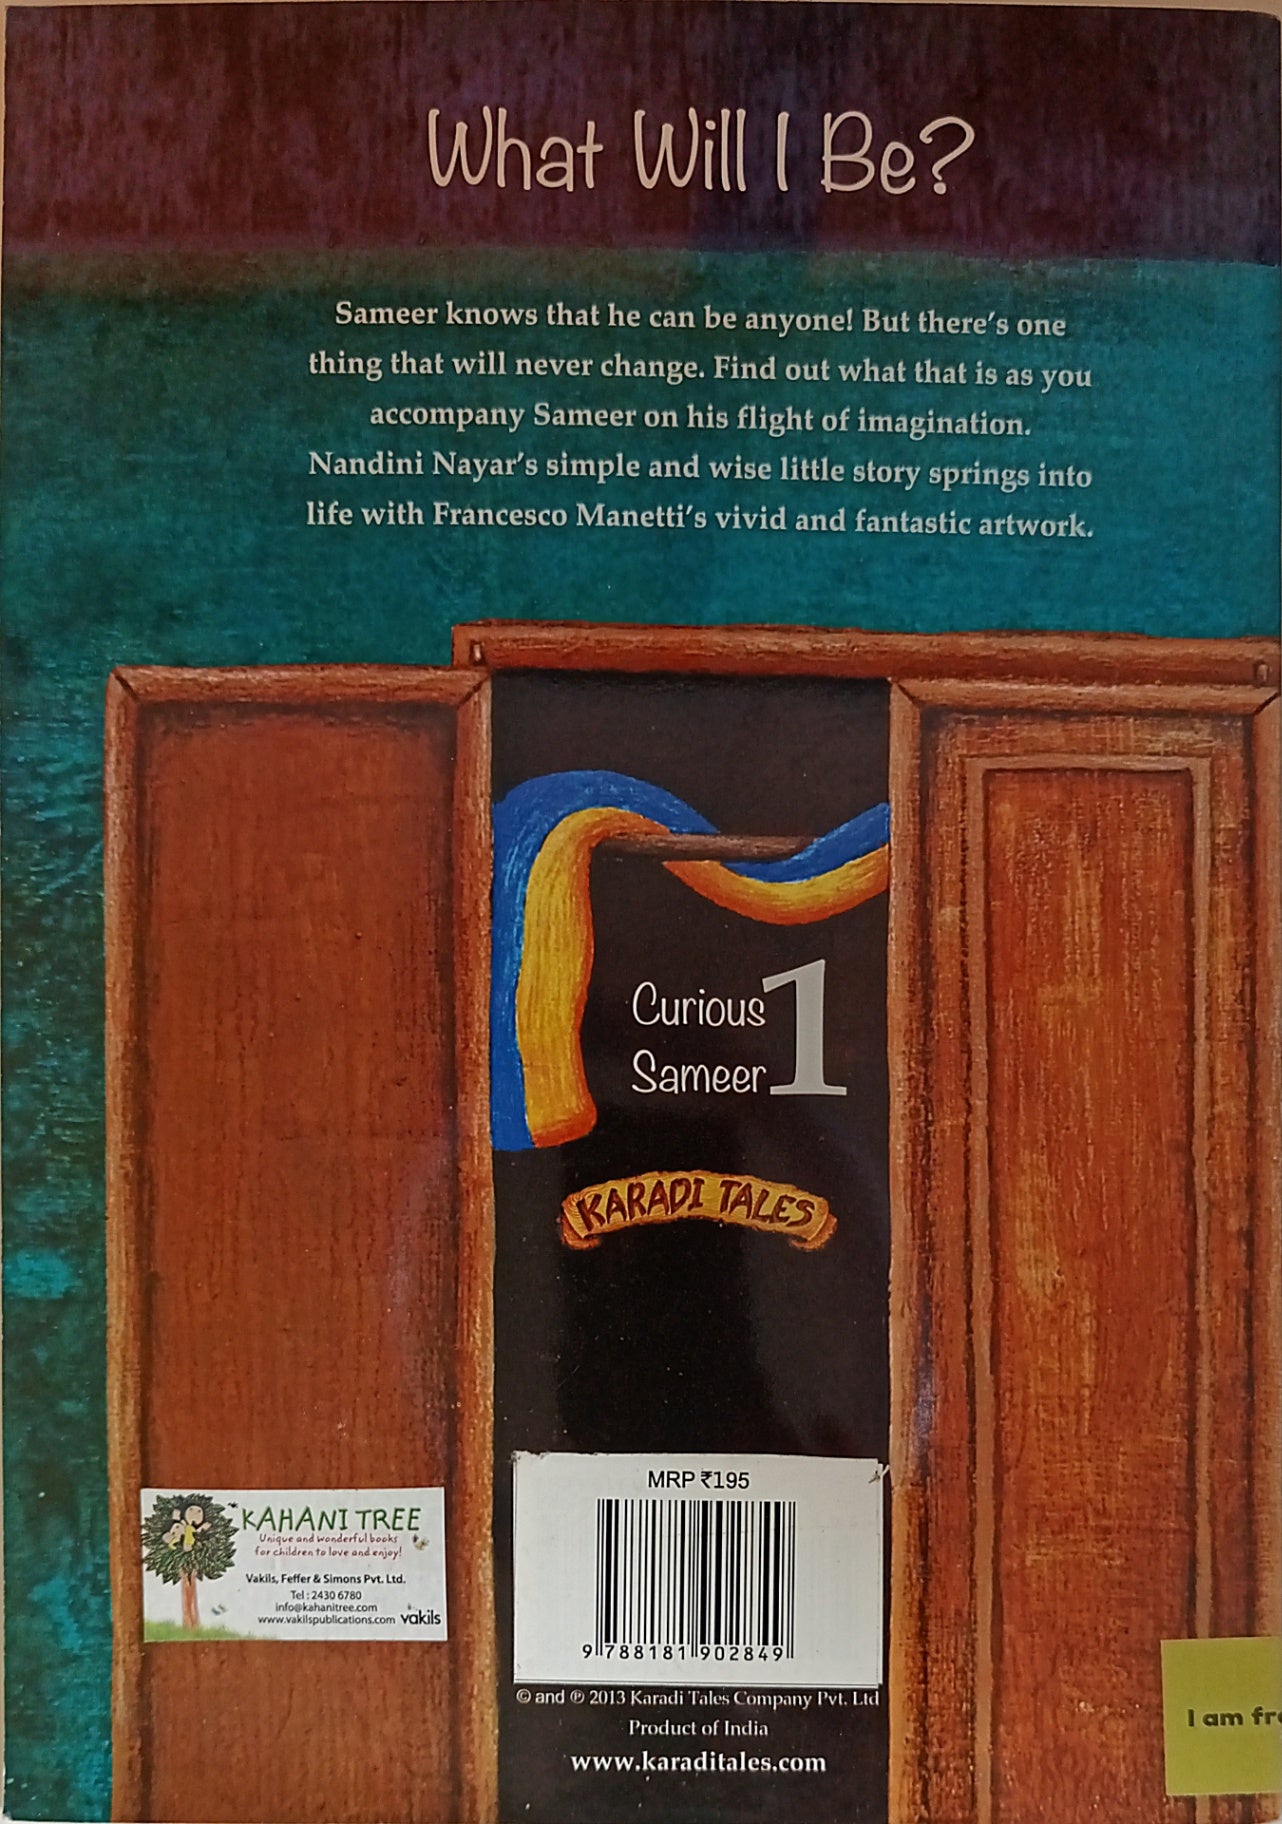 What Will I Be?
Sameer knows that he can be anyone! But there's one
thing that will never change. Find out what that is as you
accompany Sameer on his flight of imagination.
Nandini Nayar's simple and wise little story springs into
life with Francesco Manetti's vivid and fantastic artwork.
Curious 1
Sameer
KARADI TALES
MRP ₹195
9 788181 902849
© and ℗ 2013 Karadi Tales Company Pvt. Ltd
Product of India
www.karaditales.com
KAHANI TREE
Unique and wonderful books
for children to love and enjoy!
Vakils, Feffer & Simons Pvt. Ltd.
Tel : 2430 6780
info@kahanitree.com
www.vakilspublications.com vakils
I am